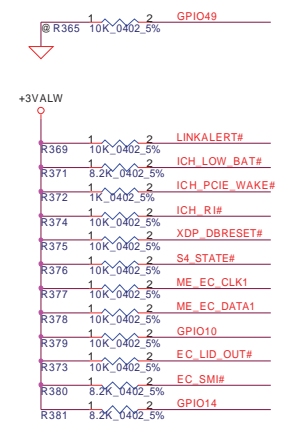 1 2 GPIO49
@ R365 10K_0402_5%
+3VALW
1 2 LINKALERT#
R369 10K_0402_5%
1 2 ICH_LOW_BAT#
R371 8.2K_0402_5%
1 2 ICH_PCIE_WAKE#
R372 1K_0402_5%
1 2 ICH_RI#
R374 10K_0402_5%
1 2 XDP_DBRESET#
R375 10K_0402_5%
1 2 S4_STATE#
R376 10K_0402_5%
1 2 ME_EC_CLK1
R377 10K_0402_5%
1 2 ME_EC_DATA1
R378 10K_0402_5%
1 2 GPIO10
R379 10K_0402_5%
1 2 EC_LID_OUT#
R373 10K_0402_5%
1 2 EC_SMI#
R380 8.2K_0402_5%
1 2 GPIO14
R381 8.2K_0402_5%